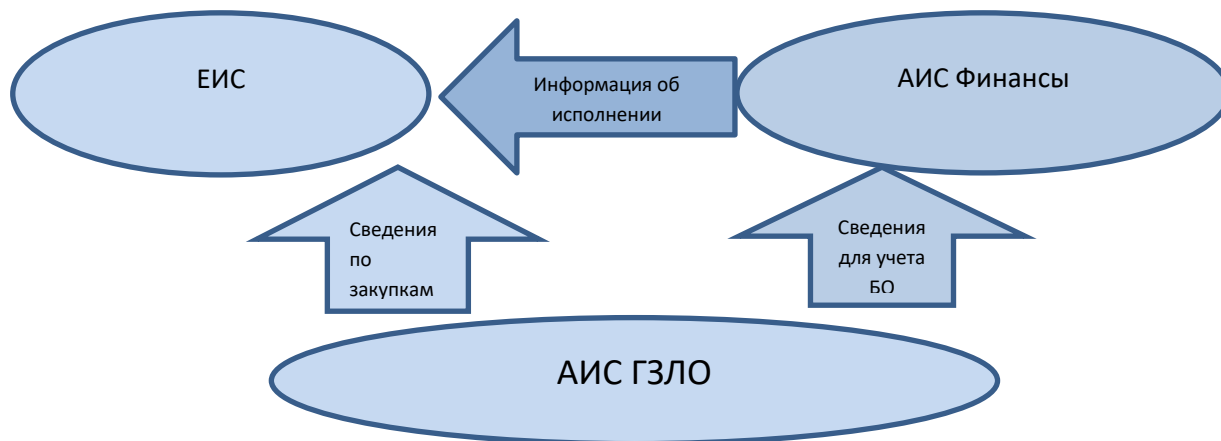 ЕИС
Информация об
исполнении
АИС Финансы
Сведения
по
закупкам
Сведения
для учета
БО
АИС ГЗЛО